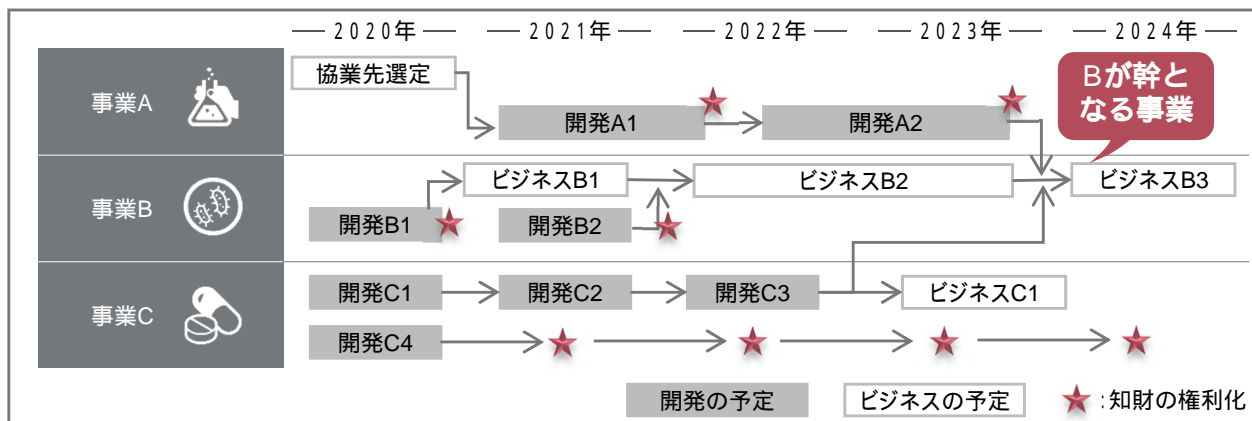 2020年
2021年
2022年
2023年
2024年
事業A
協業先選定
開発A1
開発A2
Bが幹と
なる事業
事業B
ビジネスB1
ビジネスB2
ビジネスB3
開発B1
開発B2
事業C
開発C1
開発C2
開発C3
ビジネスC1
開発C4
開発の予定
ビジネスの予定
:知財の権利化